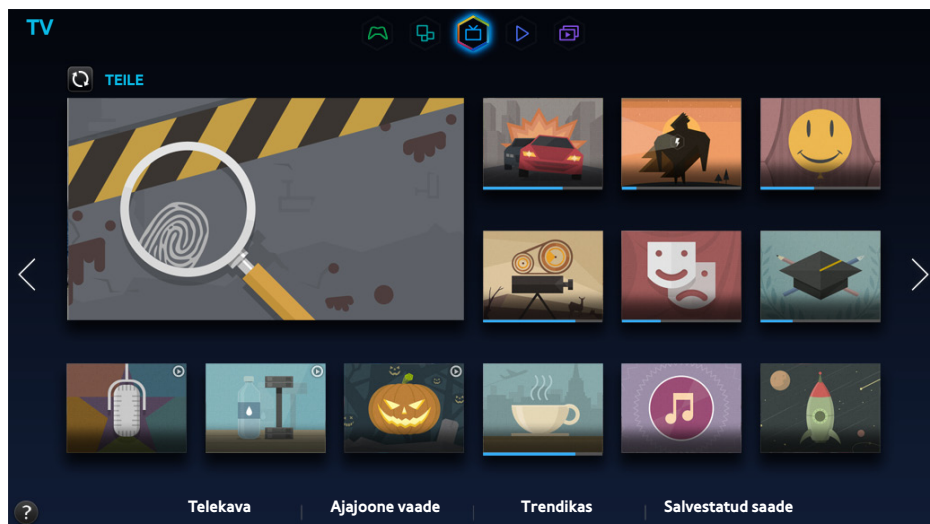 TV
TEILE
Telekava
Ajajoone vaade
Trendikas
Salvestatud saade
?